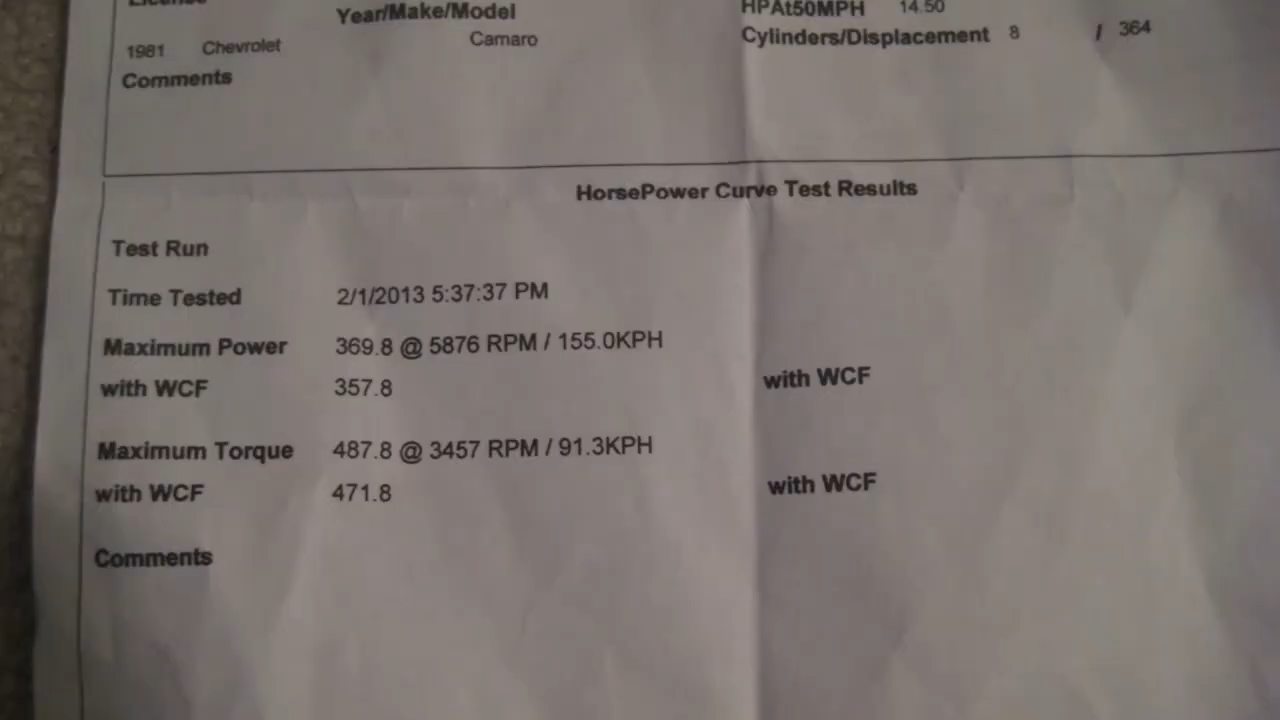 License
Year/Make/Model
1981 Chevrolet Camaro
Comments
HPAt50MPH 14.50
Cylinders/Displacement 8 / 364
HorsePower Curve Test Results
Test Run
Time Tested 2/1/2013 5:37:37 PM
Maximum Power 369.8 @ 5876 RPM / 155.0KPH
with WCF 357.8 with WCF
Maximum Torque 487.8 @ 3457 RPM / 91.3KPH
with WCF 471.8 with WCF
Comments